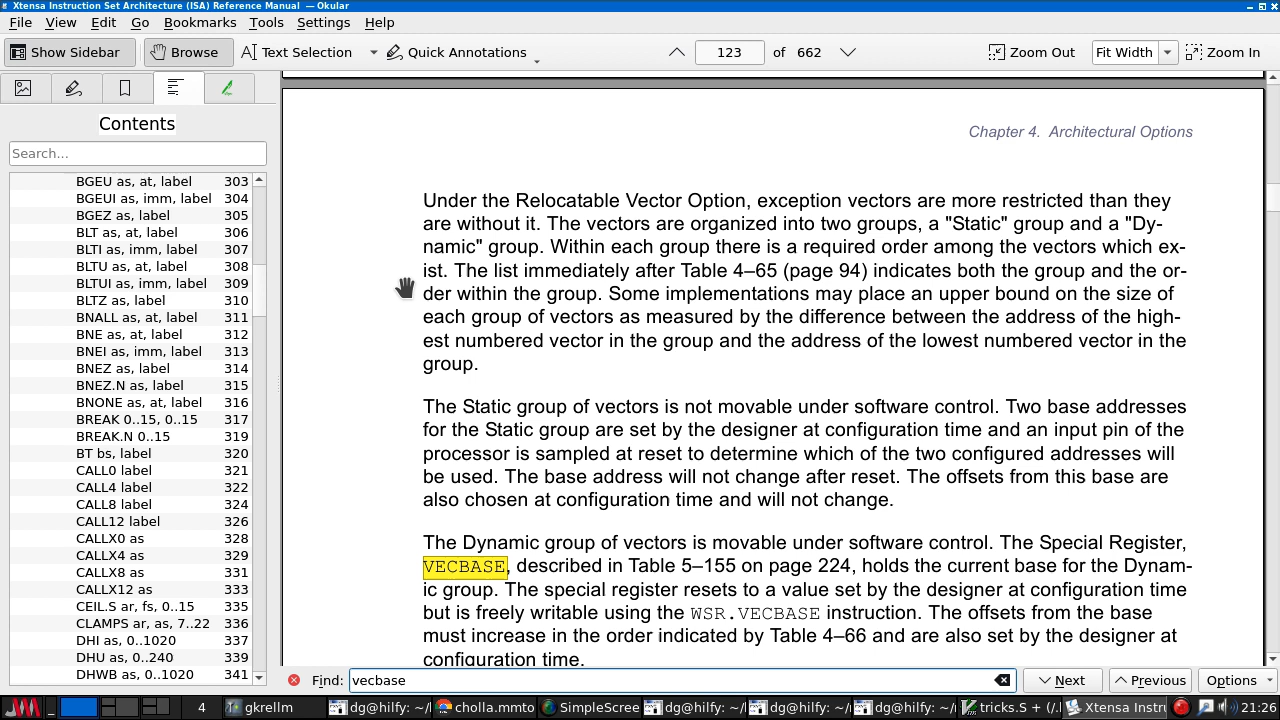 Xtensa Instruction Set Architecture (ISA) Reference Manual — Okular
File View Edit Go Bookmarks Tools Settings Help
Show Sidebar Browse Text Selection Quick Annotations 123 of 662 Zoom Out Fit Width Zoom In
Contents
Search...
BGEU as, at, label 303
BGEUI as, imm, label 304
BGEZ as, label 305
BLT as, at, label 306
BLTI as, imm, label 307
BLTU as, at, label 308
BLTUI as, imm, label 309
BLTZ as, label 310
BNALL as, at, label 311
BNE as, at, label 312
BNEI as, imm, label 313
BNEZ as, label 314
BNEZ.N as, label 315
BNONE as, at, label 316
BREAK 0..15, 0..15 317
BREAK.N 0..15 319
BT bs, label 320
CALL0 label 321
CALL4 label 322
CALL8 label 324
CALL12 label 326
CALLX0 as 328
CALLX4 as 329
CALLX8 as 331
CALLX12 as 333
CEIL.S ar, fs, 0..15 335
CLAMPS ar, as, 7..22 336
DHI as, 0..1020 337
DHU as, 0..240 339
DHWB as, 0..1020 341
Chapter 4. Architectural Options
Under the Relocatable Vector Option, exception vectors are more restricted than they
are without it. The vectors are organized into two groups, a "Static" group and a "Dy-
namic" group. Within each group there is a required order among the vectors which ex-
ist. The list immediately after Table 4–65 (page 94) indicates both the group and the or-
der within the group. Some implementations may place an upper bound on the size of
each group of vectors as measured by the difference between the address of the high-
est numbered vector in the group and the address of the lowest numbered vector in the
group.
The Static group of vectors is not movable under software control. Two base addresses
for the Static group are set by the designer at configuration time and an input pin of the
processor is sampled at reset to determine which of the two configured addresses will
be used. The base address will not change after reset. The offsets from this base are
also chosen at configuration time and will not change.
The Dynamic group of vectors is movable under software control. The Special Register,
VECBASE, described in Table 5–155 on page 224, holds the current base for the Dynam-
ic group. The special register resets to a value set by the designer at configuration time
but is freely writable using the WSR.VECBASE instruction. The offsets from the base
must increase in the order indicated by Table 4–66 and are also set by the designer at
configuration time.
Find: vecbase Next Previous Options
4 gkrellm dg@hilfy: ~/ cholla.mmto SimpleScree dg@hilfy: ~/ dg@hilfy: ~/ dg@hilfy: ~/ tricks.S + (/. Xtensa Instr 21:26